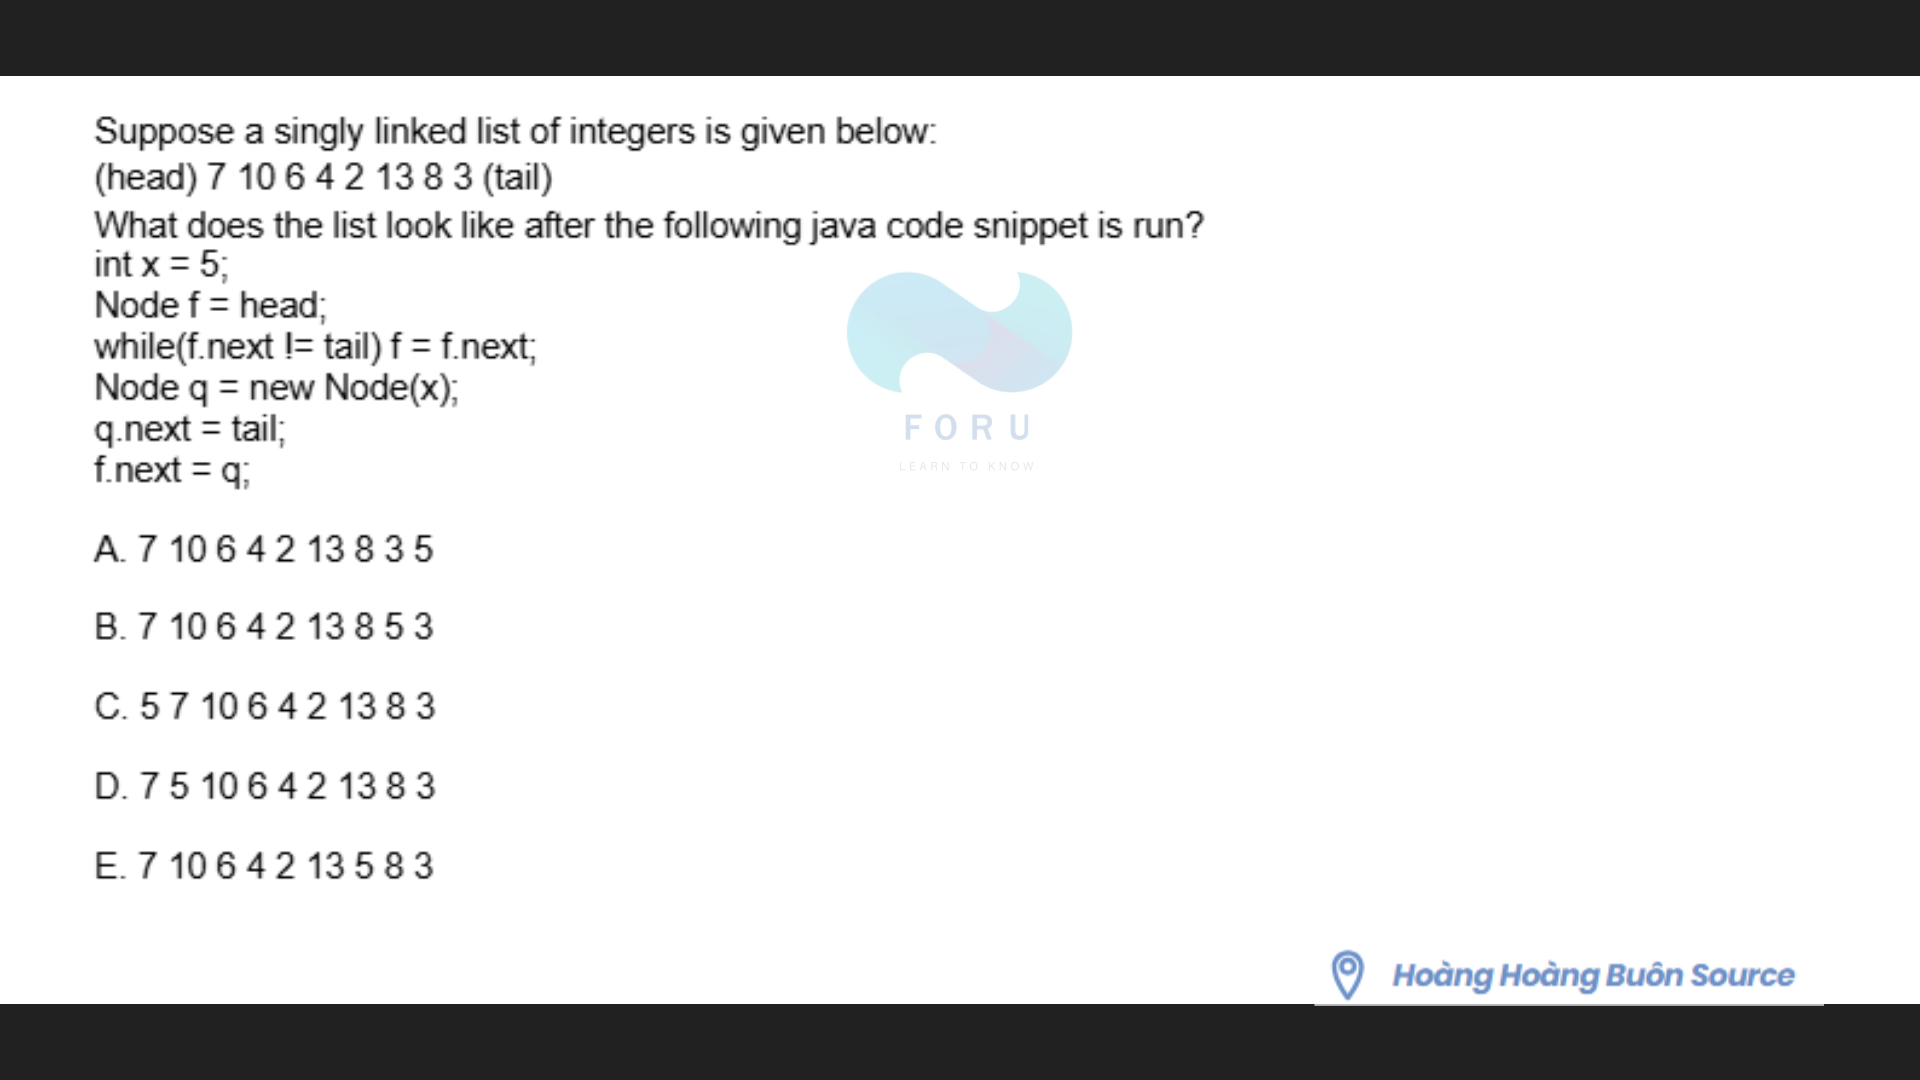 Suppose a singly linked list of integers is given below:
(head) 7 10 6 4 2 13 8 3 (tail)
What does the list look like after the following java code snippet is run?
int x = 5;
Node f = head;
while(f.next != tail) f = f.next;
Node q = new Node(x);
q.next = tail;
f.next = q;
FORU
LEARN TO KNOW
A. 7 10 6 4 2 13 8 3 5
B. 7 10 6 4 2 13 8 5 3
C. 5 7 10 6 4 2 13 8 3
D. 7 5 10 6 4 2 13 8 3
E. 7 10 6 4 2 13 5 8 3
Hoàng Hoàng Buôn Source